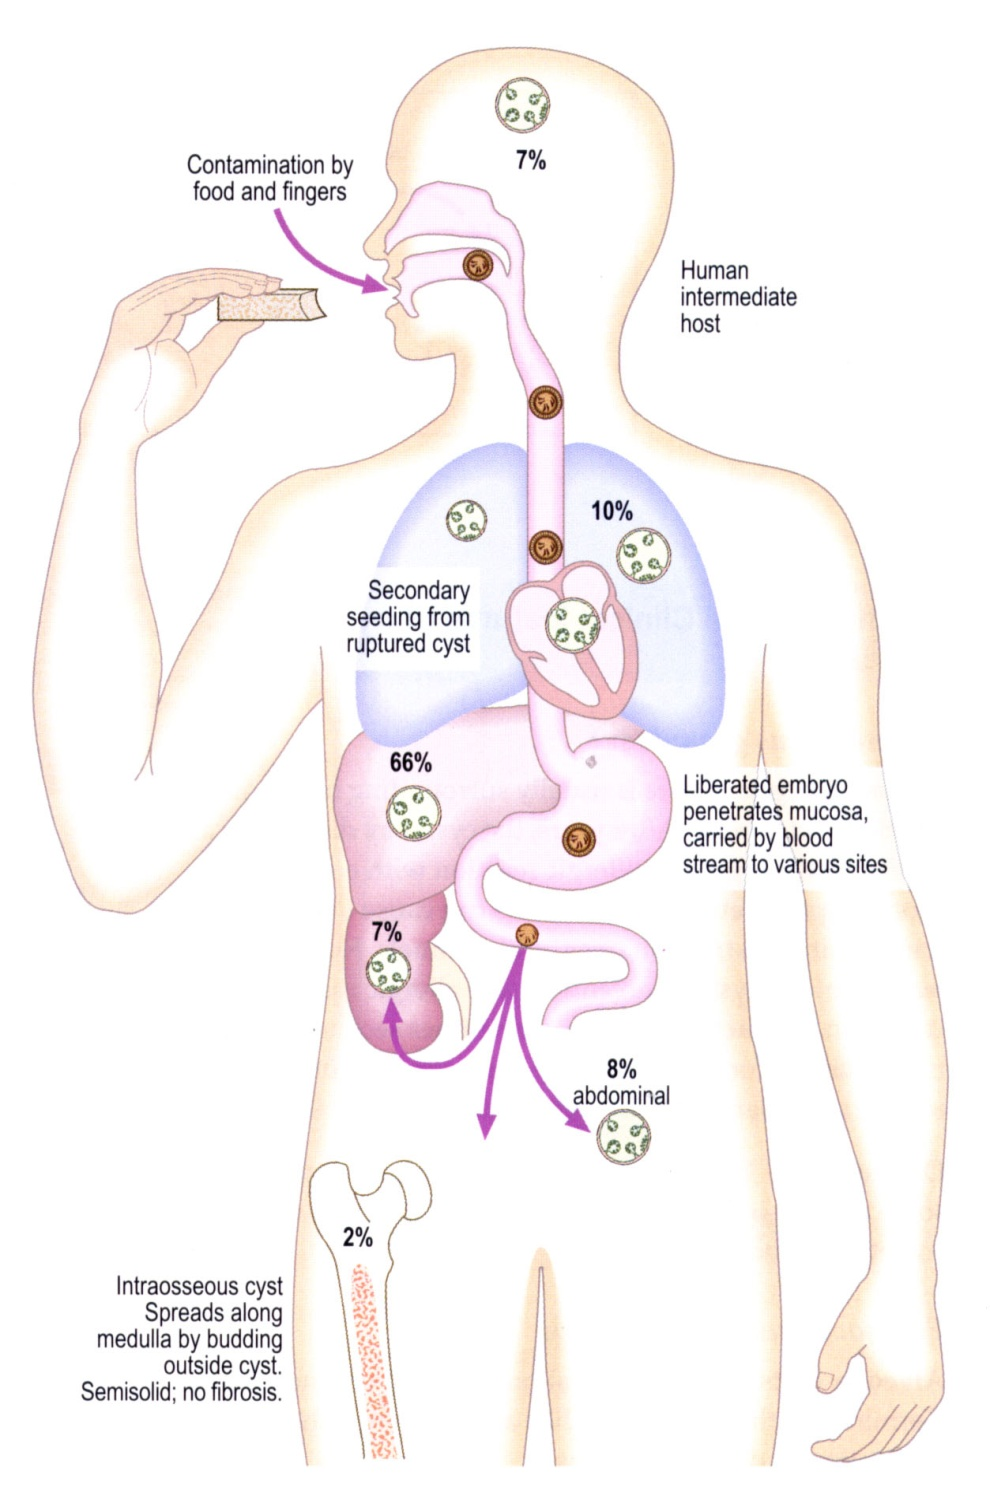 7%
Contamination by
food and fingers
Human
intermediate
host
10%
Secondary
seeding from
ruptured cyst
66%
Liberated embryo
penetrates mucosa,
carried by blood
stream to various sites
7%
8%
abdominal
2%
Intraosseous cyst
Spreads along
medulla by budding
outside cyst.
Semisolid; no fibrosis.